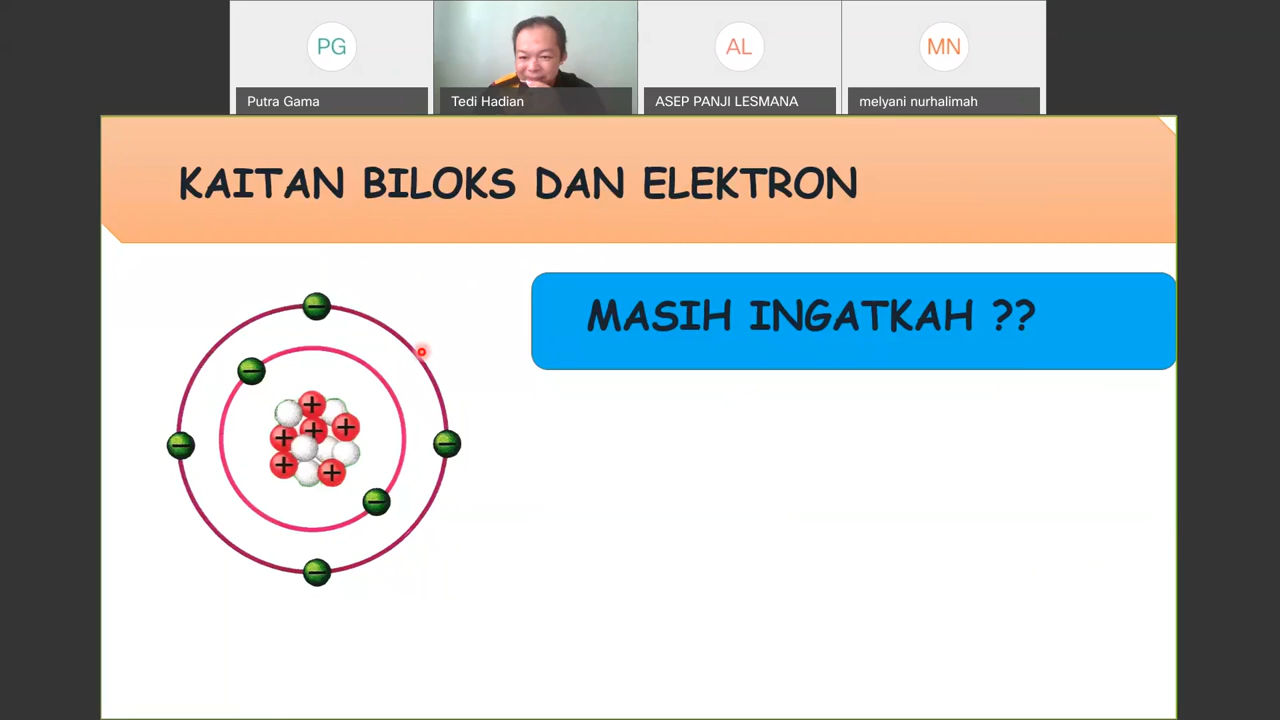 PG
AL
MN
Putra Gama
Tedi Hadian
ASEP PANJI LESMANA
melyani nurhalimah
KAITAN BILOKS DAN ELEKTRON
MASIH INGATKAH ??
−
−
+
+
+
+
−
−
+
+
−
−